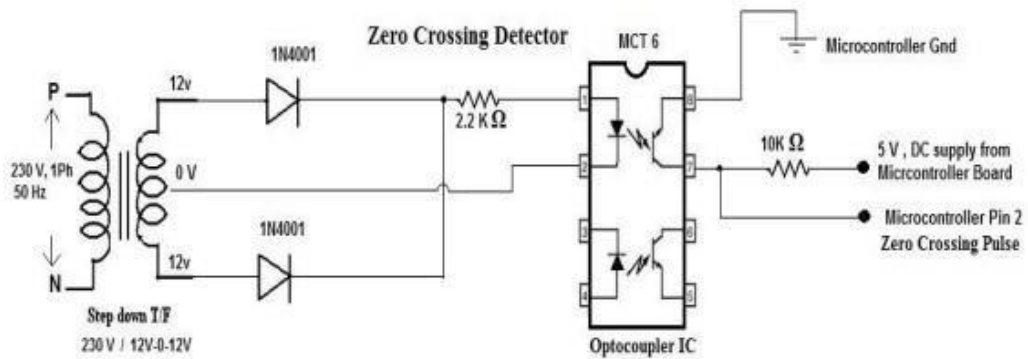 Zero Crossing Detector
MCT 6
1N4001
Microcontroller Gnd
12v
P
1
8
2.2 K Ω
10K Ω
5 V , DC supply from
Micrcontroller Board
230 V, 1Ph
50 Hz
0 V
2
7
1N4001
Microcontroller Pin 2
Zero Crossing Pulse
3
6
12v
N
4
5
Step down T/F
230 V / 12V-0-12V
Optocoupler IC